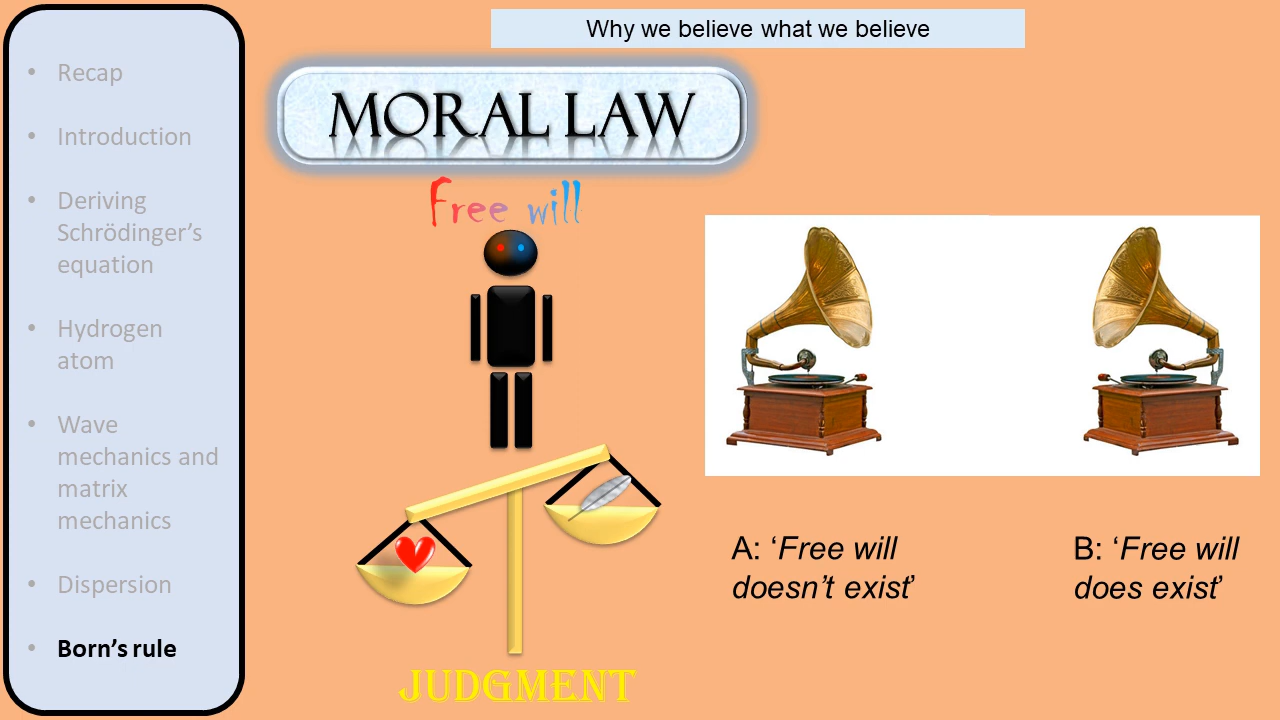 Recap
Introduction
Deriving
Schrödinger’s
equation
Hydrogen
atom
Wave
mechanics and
matrix
mechanics
Dispersion
Born’s rule
Why we believe what we believe
MORAL LAW
Free will
JUDGMENT
A: ‘Free will
doesn’t exist’
B: ‘Free will
does exist’